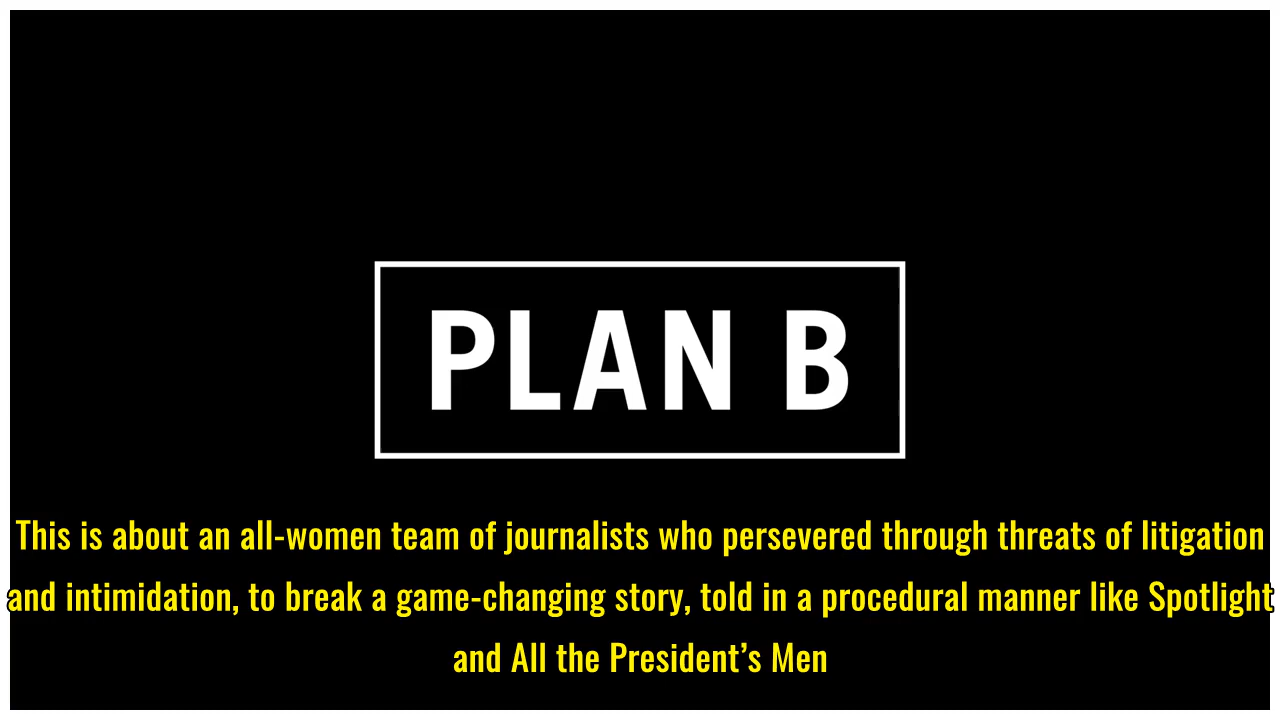 PLAN B
This is about an all-women team of journalists who persevered through threats of litigation
and intimidation, to break a game-changing story, told in a procedural manner like Spotlight
and All the President’s Men